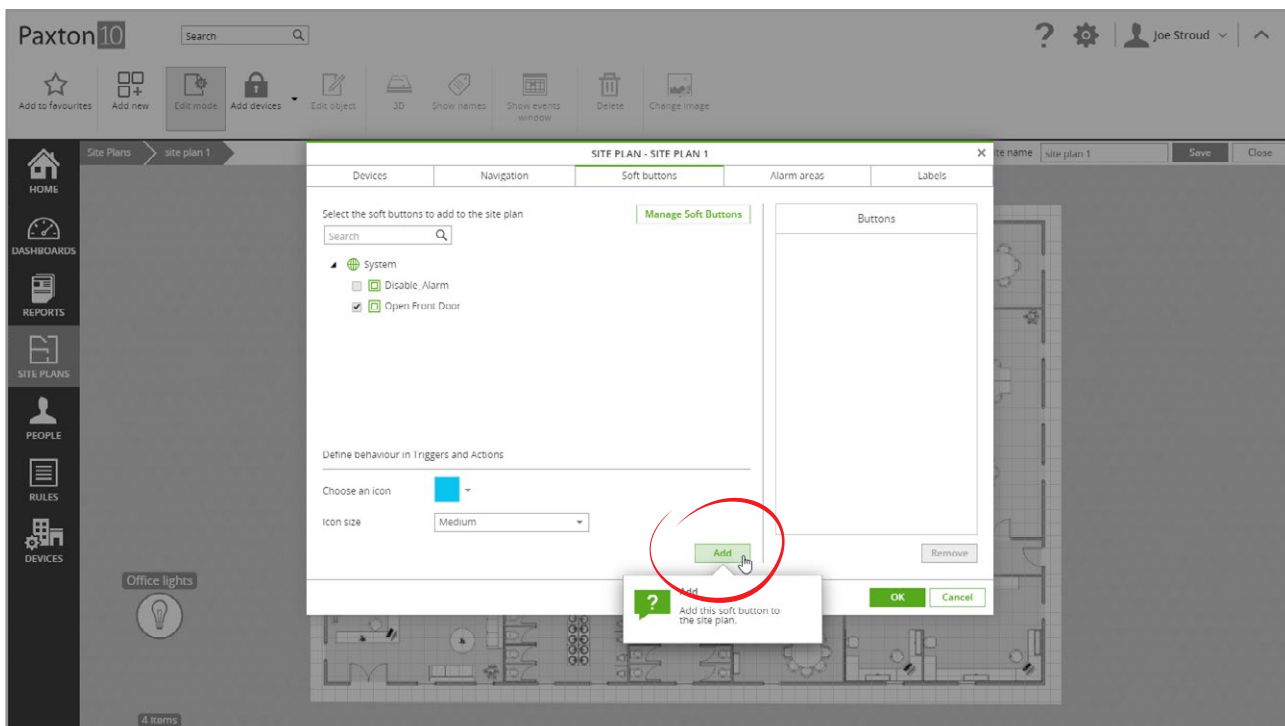 Paxton10
Search
Joe Stroud
Add to favourites
Add new
Edit mode
Add devices
Edit object
3D
Show names
Show events
window
Delete
Change image
HOME
DASHBOARDS
REPORTS
SITE PLANS
PEOPLE
RULES
DEVICES
Site Plans
site plan 1
ite name
site plan 1
Save
Close
SITE PLAN - SITE PLAN 1
Devices
Navigation
Soft buttons
Alarm areas
Labels
Select the soft buttons to add to the site plan
Manage Soft Buttons
Search
System
Disable_Alarm
Open Front Door
Buttons
Define behaviour in Triggers and Actions
Choose an icon
Icon size
Medium
Add
Remove
OK
Cancel
?
Add
Add this soft button to
the site plan.
Office lights
4 Items